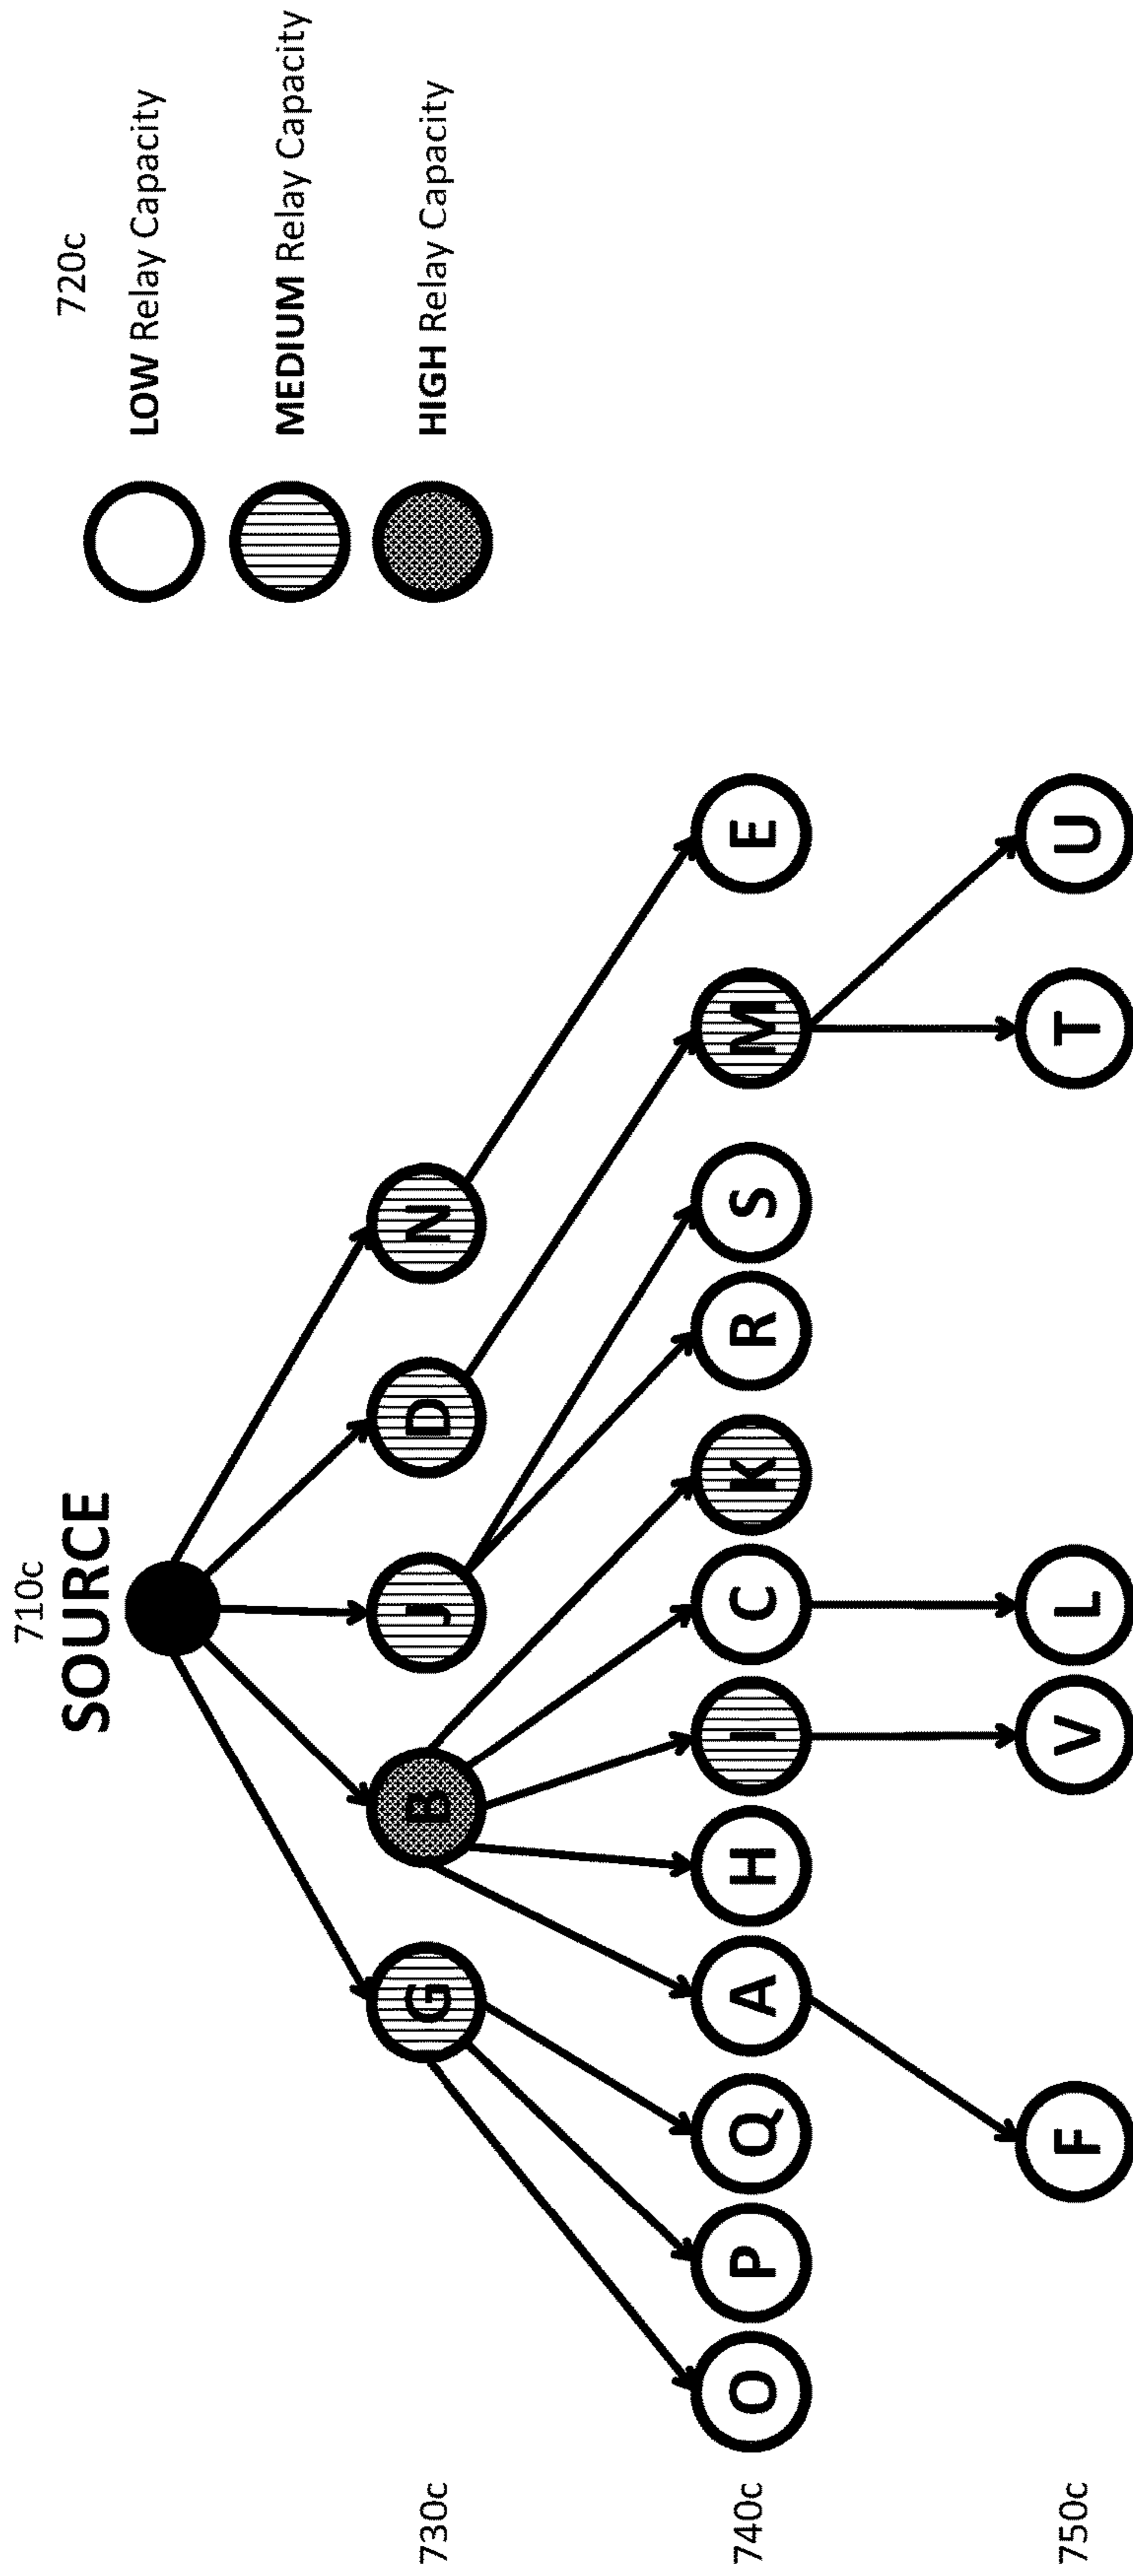 710c
SOURCE
720c
LOW Relay Capacity
MEDIUM Relay Capacity
HIGH Relay Capacity
730c
G
B
J
D
N
740c
O
P
Q
A
H
I
C
K
R
S
M
E
750c
F
V
L
T
U